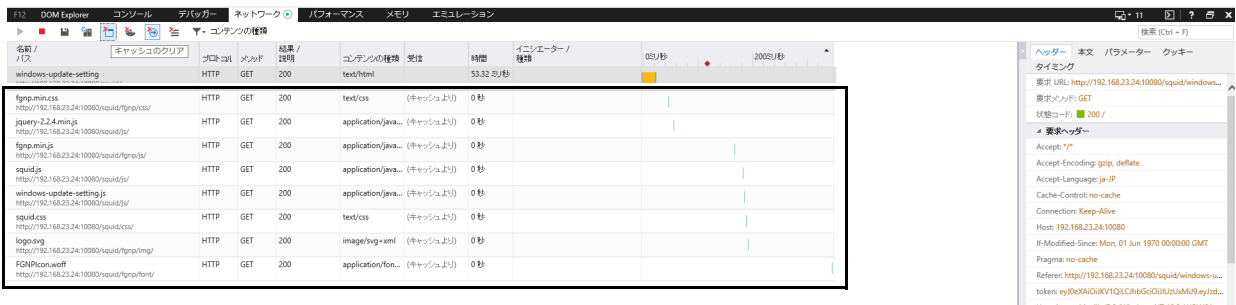 F12 DOM Explorer コンソール デバッガー ネットワーク パフォーマンス メモリ エミュレーション 11 ?
コンテンツの種類 検索 (Ctrl + F)
キャッシュのクリア
名前 / パス プロトコル メソッド 結果 / 説明 コンテンツの種類 受信 時間 イニシエーター / 種類 0ミリ秒 200ミリ秒
windows-update-setting HTTP GET 200 text/html 53.32 ミリ秒
fgnp.min.css HTTP GET 200 text/css (キャッシュより) 0 秒
http://192.168.23.24:10080/squid/fgnp/css/
jquery-2.2.4.min.js HTTP GET 200 application/java... (キャッシュより) 0 秒
http://192.168.23.24:10080/squid/js/
fgnp.min.js HTTP GET 200 application/java... (キャッシュより) 0 秒
http://192.168.23.24:10080/squid/fgnp/js/
squid.js HTTP GET 200 application/java... (キャッシュより) 0 秒
http://192.168.23.24:10080/squid/js/
windows-update-setting.js HTTP GET 200 application/java... (キャッシュより) 0 秒
http://192.168.23.24:10080/squid/js/
squid.css HTTP GET 200 text/css (キャッシュより) 0 秒
http://192.168.23.24:10080/squid/css/
logo.svg HTTP GET 200 image/svg+xml (キャッシュより) 0 秒
http://192.168.23.24:10080/squid/fgnp/img/
FGNPIcon.woff HTTP GET 200 application/fon... (キャッシュより) 0 秒
http://192.168.23.24:10080/squid/fgnp/font/
ヘッダー 本文 パラメーター クッキー
タイミング
要求 URL: http://192.168.23.24:10080/squid/windows...
要求メソッド: GET
状態コード: 200 /
要求ヘッダー
Accept: */*
Accept-Encoding: gzip, deflate
Accept-Language: ja-JP
Cache-Control: no-cache
Connection: Keep-Alive
Host: 192.168.23.24:10080
If-Modified-Since: Mon, 01 Jun 1970 00:00:00 GMT
Pragma: no-cache
Referer: http://192.168.23.24:10080/squid/windows-u...